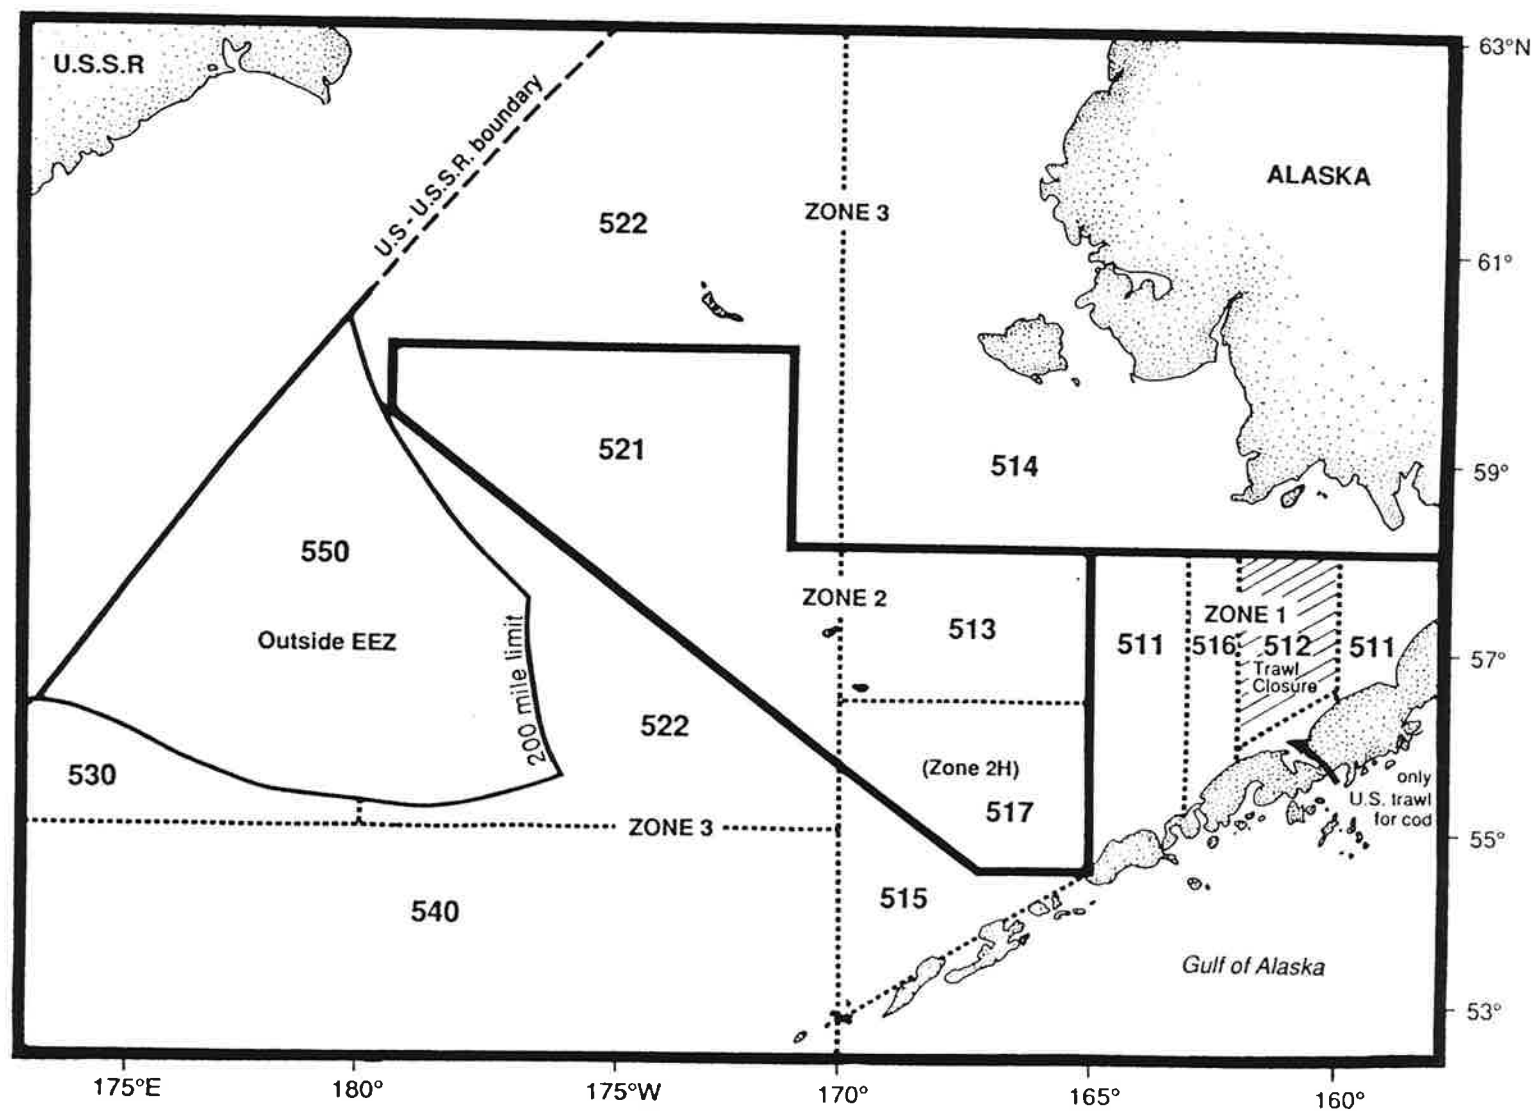 63°N
U.S.S.R
U.S - U.S.S.R. boundary
ALASKA
ZONE 3
522
61°
521
514
59°
550
ZONE 2
513
ZONE 1
511
516
512
511
Outside EEZ
57°
Trawl
Closure
200 mile limit
522
530
(Zone 2H)
517
only
U.S. trawl
for cod
ZONE 3
55°
515
540
Gulf of Alaska
53°
175°E
180°
175°W
170°
165°
160°